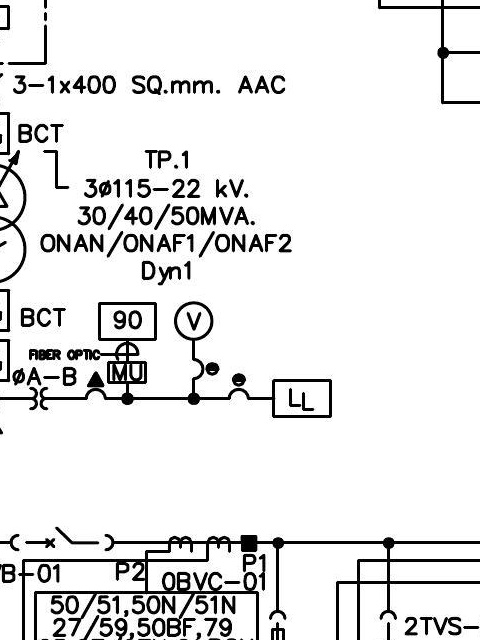 3-1x400 SQ.mm. AAC
BCT
TP.1
3ø115-22 kV.
30/40/50MVA.
ONAN/ONAF1/ONAF2
Dyn1
BCT
90
V
FIBER OPTIC
MU
øA-B
LL
P1
B-01
P2
0BVC-01
50/51,50N/51N
27/59,50BF,79
2TVS-